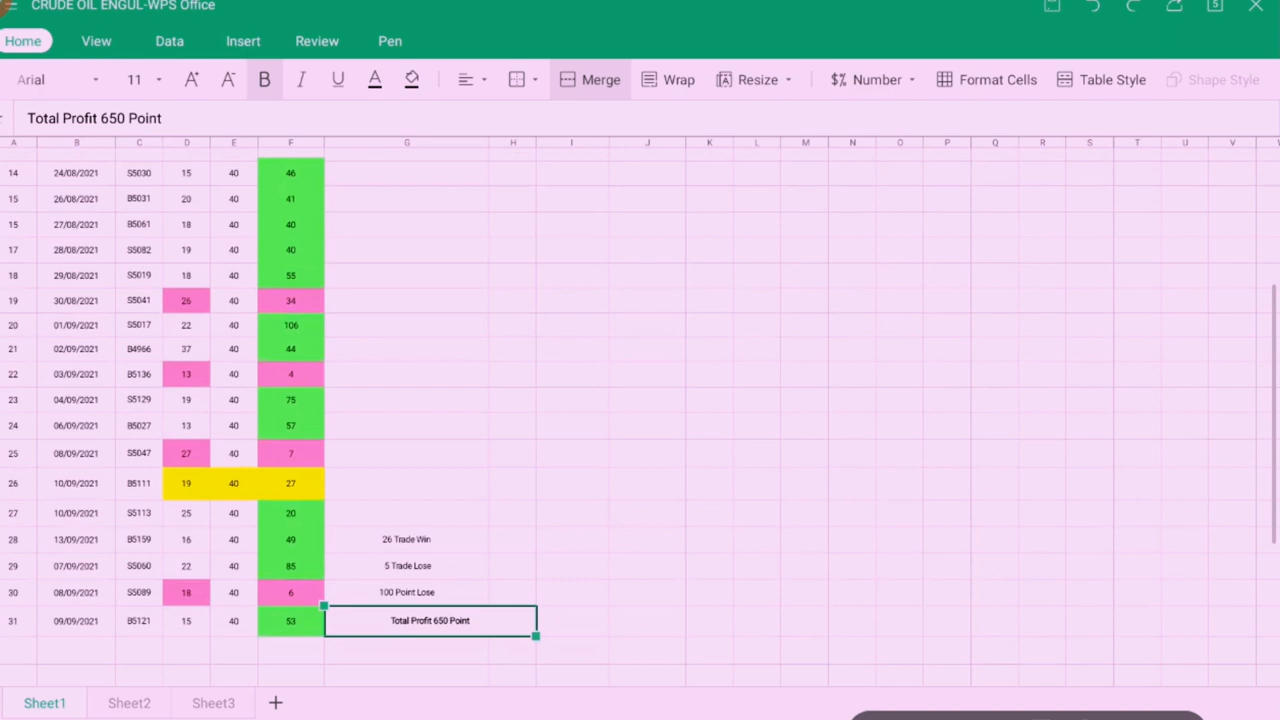 CRUDE OIL ENGUL-WPS Office
5
Home View Data Insert Review Pen
Arial 11 A A B I U A Merge Wrap Resize $% Number Format Cells Table Style Shape Style
Total Profit 650 Point
A B C D E F G H I J K L M N O P Q R S T U V
14 24/08/2021 S5030 15 40 46
15 26/08/2021 B5031 20 40 41
15 27/08/2021 B5061 18 40 40
17 28/08/2021 S5082 19 40 40
18 29/08/2021 S5019 18 40 55
19 30/08/2021 S5041 26 40 34
20 01/09/2021 S5017 22 40 106
21 02/09/2021 B4966 37 40 44
22 03/09/2021 B5136 13 40 4
23 04/09/2021 S5129 19 40 75
24 06/09/2021 B5027 13 40 57
25 08/09/2021 S5047 27 40 7
26 10/09/2021 B5111 19 40 27
27 10/09/2021 S5113 25 40 20
28 13/09/2021 B5159 16 40 49 26 Trade Win
29 07/09/2021 S5060 22 40 85 5 Trade Lose
30 08/09/2021 S5089 18 40 6 100 Point Lose
31 09/09/2021 B5121 15 40 53 Total Profit 650 Point
Sheet1 Sheet2 Sheet3 +